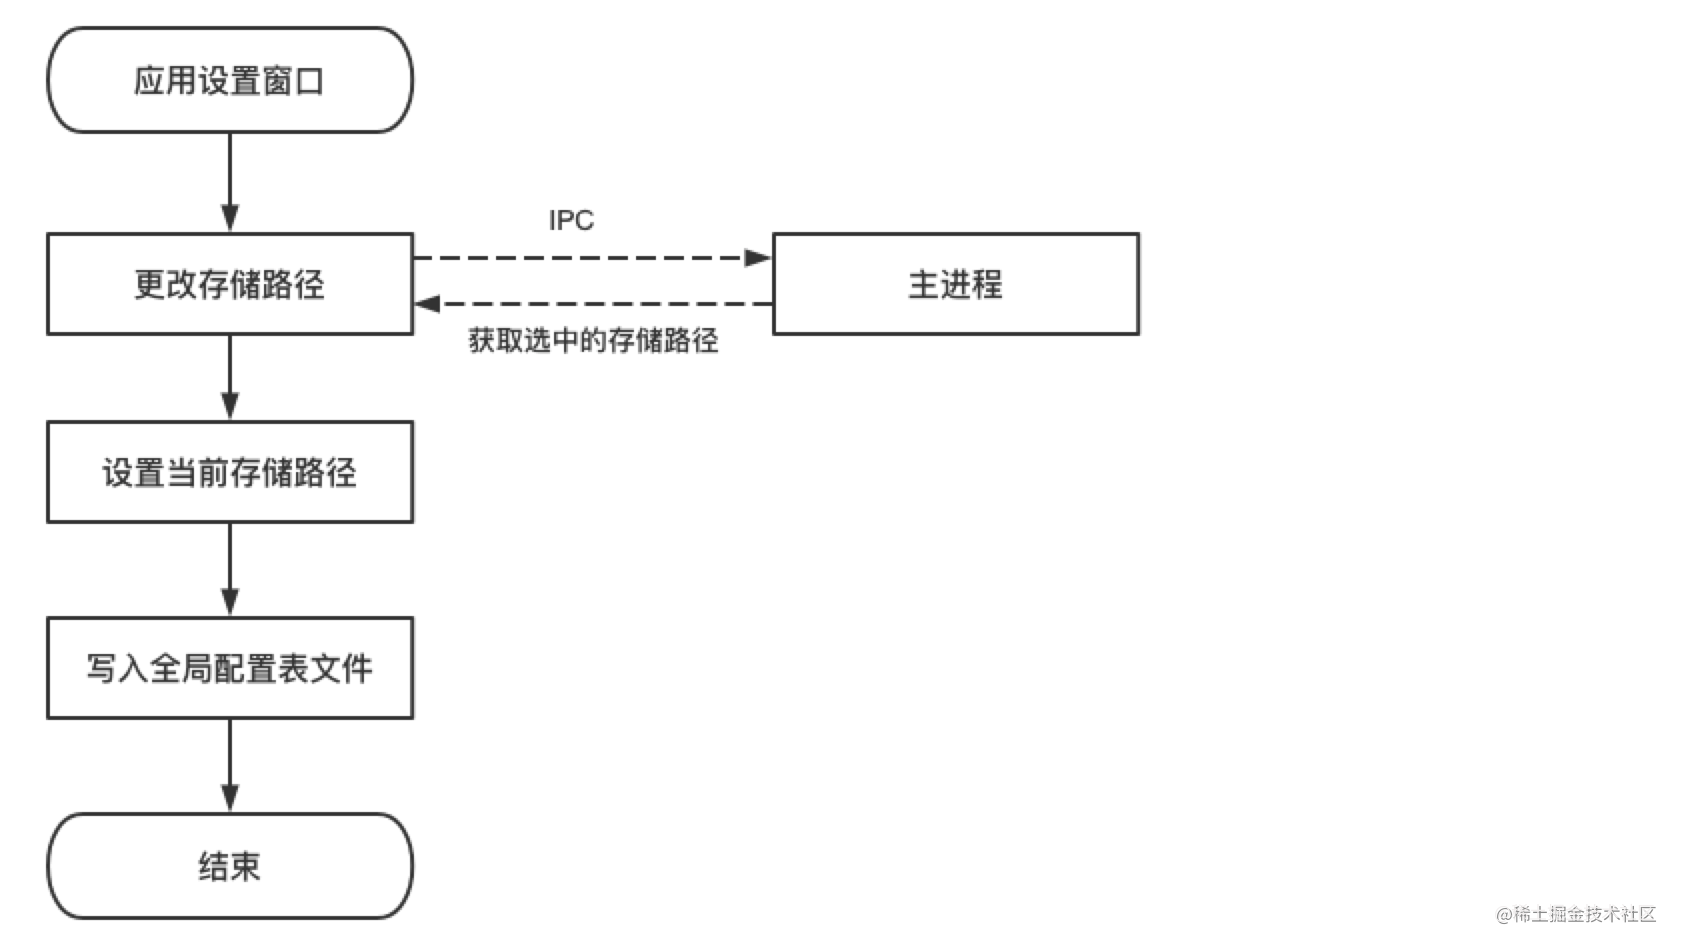 应用设置窗口
IPC
更改存储路径
主进程
获取选中的存储路径
设置当前存储路径
写入全局配置表文件
结束
@稀土掘金技术社区